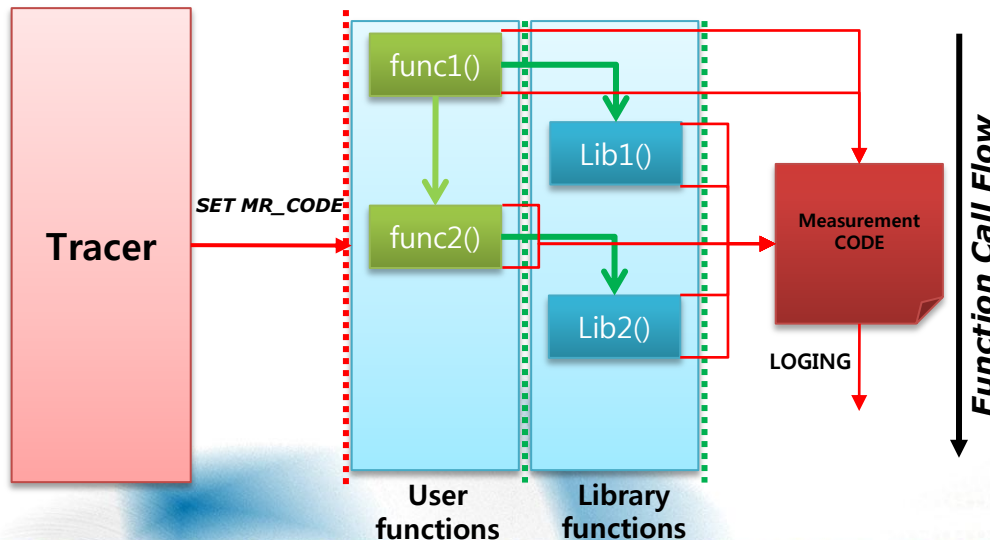 func1()
Lib1()
SET MR_CODE
Tracer
func2()
Measurement
CODE
Lib2()
LOGING
Function Call Flow
User
functions
Library
functions